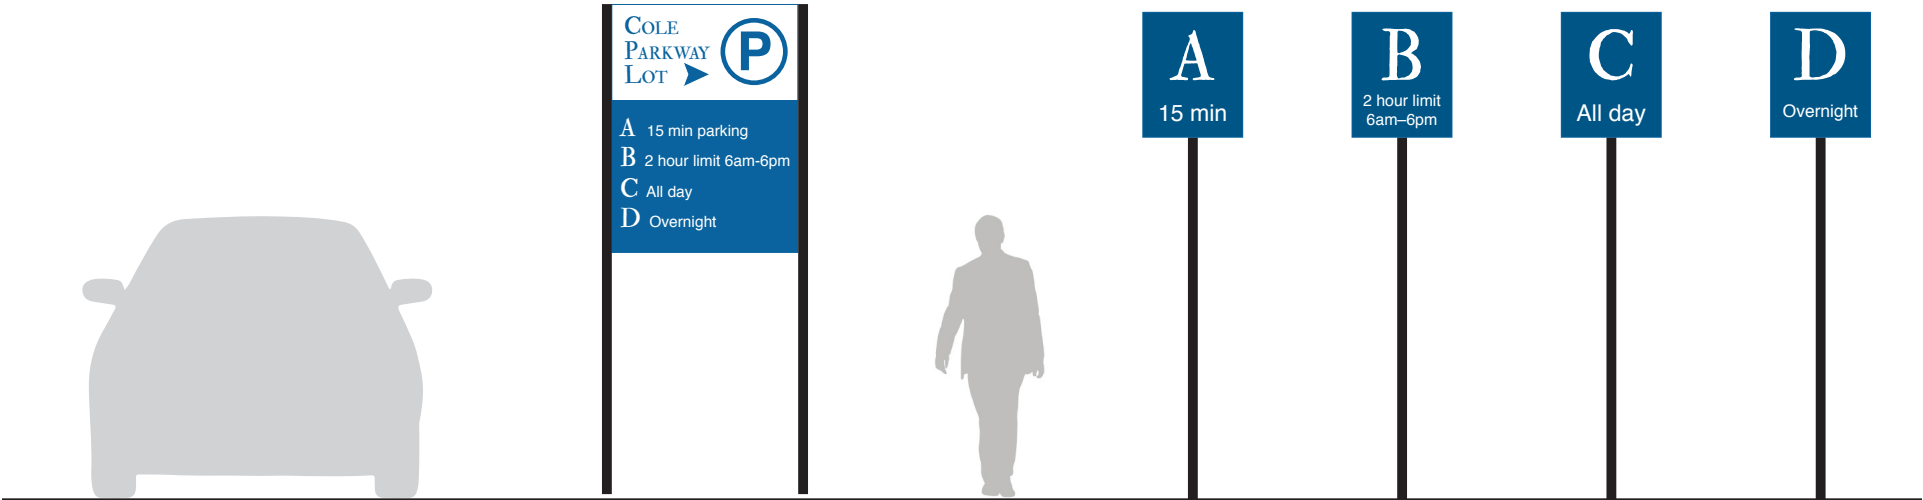 COLE
PARKWAY
LOT
P
A 15 min parking
B 2 hour limit 6am-6pm
C All day
D Overnight
A
15 min
B
2 hour limit
6am–6pm
C
All day
D
Overnight